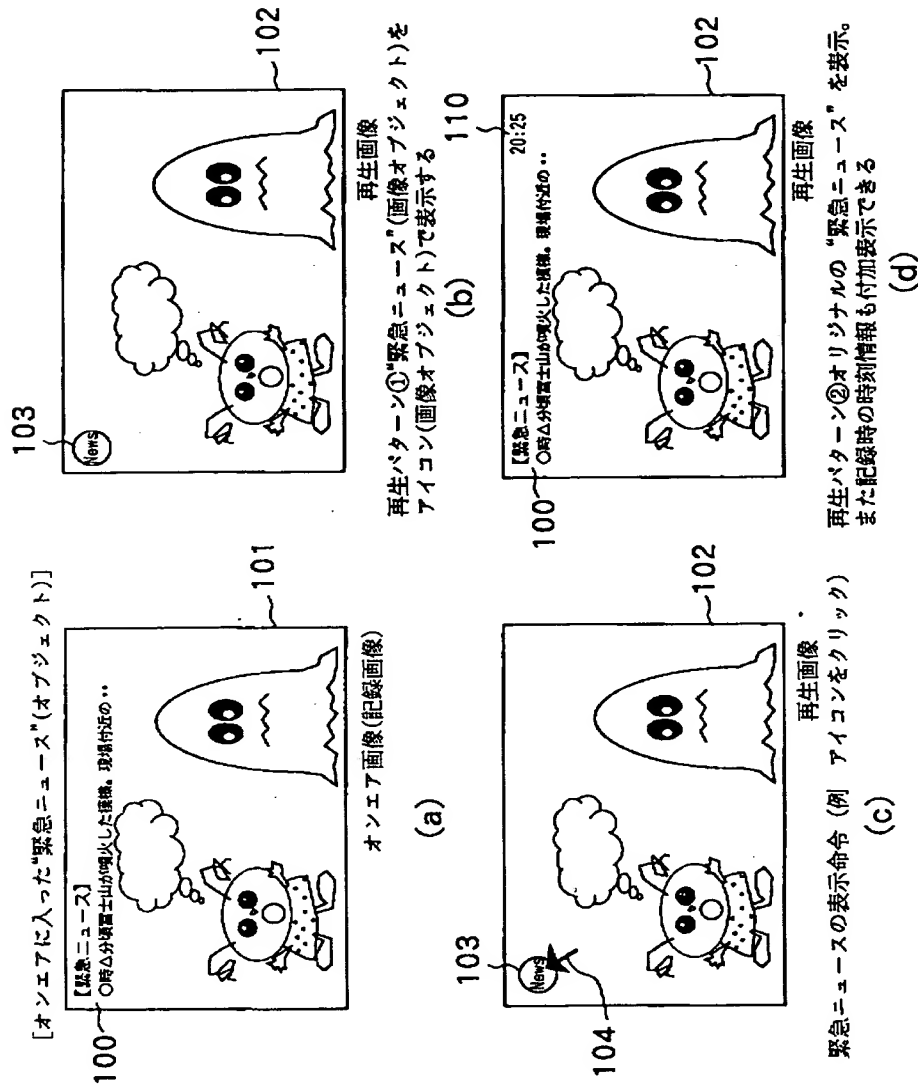 [オンエアに入った“緊急ニュース”(オブジェクト)]
100
【緊急ニュース】
○時△分頃富士山が噴火した模様。現場付近の・・
101
オンエア画像(記録画像)
(a)
103
News
102
再生画像
再生パターン①“緊急ニュース”(画像オブジェクト)を
アイコン(画像オブジェクト)で表示する
(b)
103
News
104
102
再生画像
緊急ニュースの表示命令(例 アイコンをクリック)
(c)
100
【緊急ニュース】
20:25
110
○時△分頃富士山が噴火した模様。現場付近の・・
102
再生画像
再生パターン②オリジナルの“緊急ニュース”を表示。
また記録時の時刻情報も付加表示できる
(d)